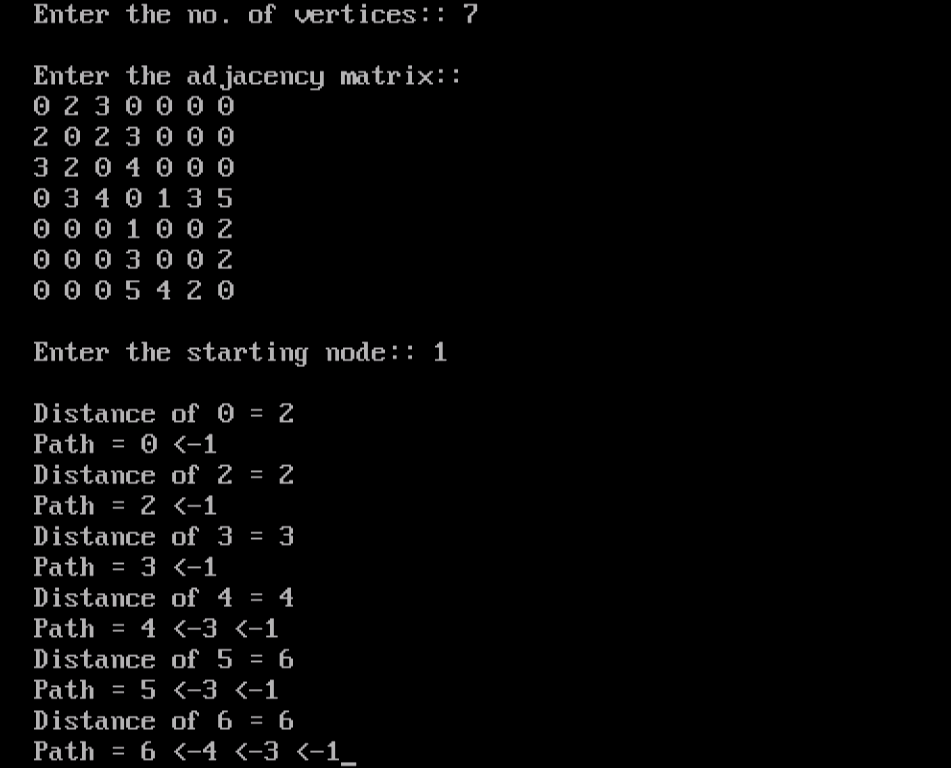 Enter the no. of vertices:: 7
Enter the adjacency matrix::
0 2 3 0 0 0 0
2 0 2 3 0 0 0
3 2 0 4 0 0 0
0 3 4 0 1 3 5
0 0 0 1 0 0 2
0 0 0 3 0 0 2
0 0 0 5 4 2 0
Enter the starting node:: 1
Distance of 0 = 2
Path = 0 <-1
Distance of 2 = 2
Path = 2 <-1
Distance of 3 = 3
Path = 3 <-1
Distance of 4 = 4
Path = 4 <-3 <-1
Distance of 5 = 6
Path = 5 <-3 <-1
Distance of 6 = 6
Path = 6 <-4 <-3 <-1_